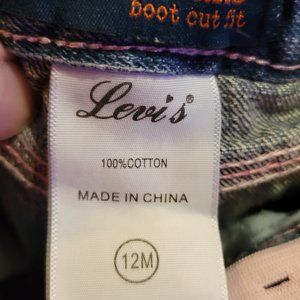 boot cut fit
Levi's
100%COTTON
MADE IN CHINA
12M